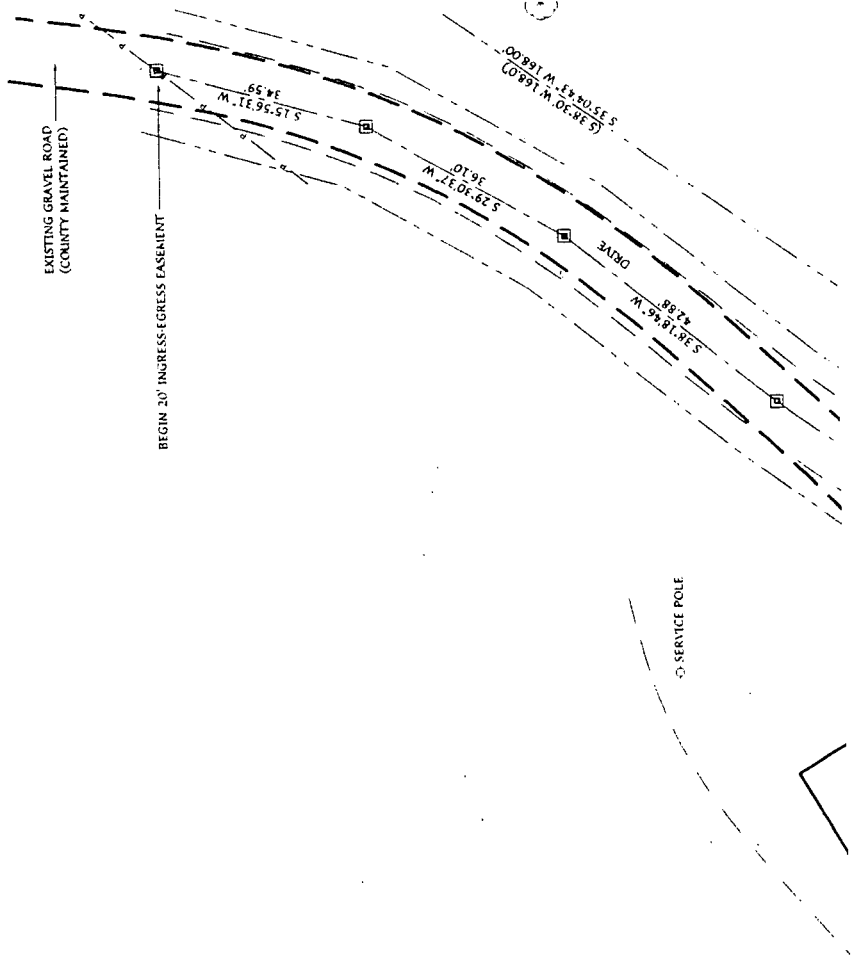 EXISTING GRAVEL ROAD
(COUNTY MAINTAINED)
BEGIN 20' INGRESS-EGRESS EASEMENT
S 15°56'31" W
34.59'
S 29°30'37" W
36.10'
S 38°18'46" W
42.88'
DRIVE
(S 38°30' W 168.0')
S 35°04'43" W 168.00'
SERVICE POLE